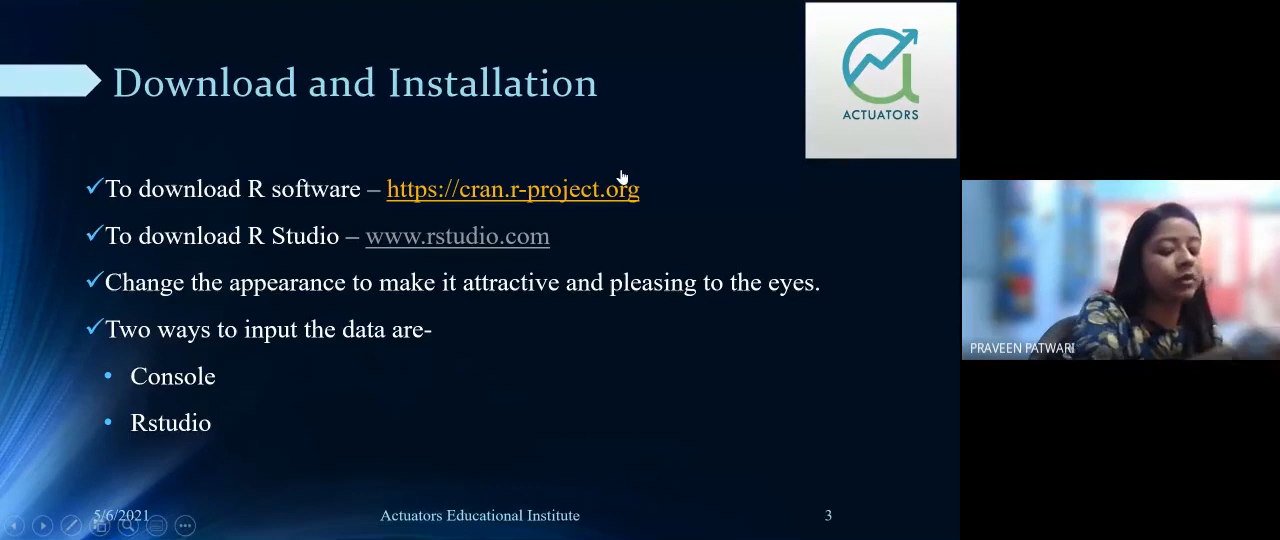 ACTUATORS
Download and Installation
To download R software – https://cran.r-project.org
To download R Studio – www.rstudio.com
Change the appearance to make it attractive and pleasing to the eyes.
Two ways to input the data are-
• Console
• Rstudio
PRAVEEN PATWARI
5/6/2021
Actuators Educational Institute
3